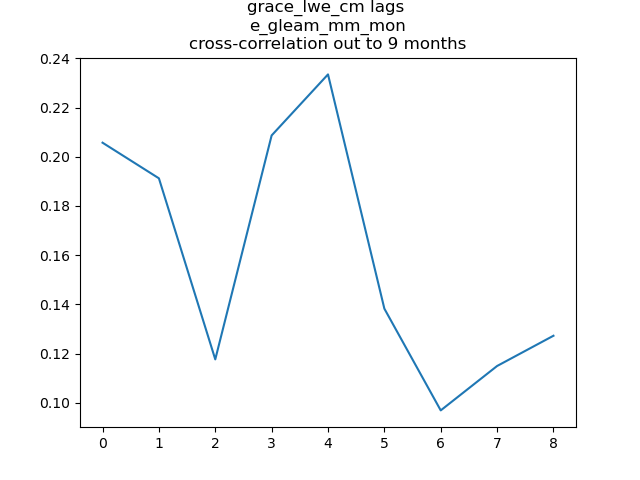 grace_lwe_cm lags
e_gleam_mm_mon
cross-correlation out to 9 months
0.24
0.22
0.20
0.18
0.16
0.14
0.12
0.10
0 1 2 3 4 5 6 7 8